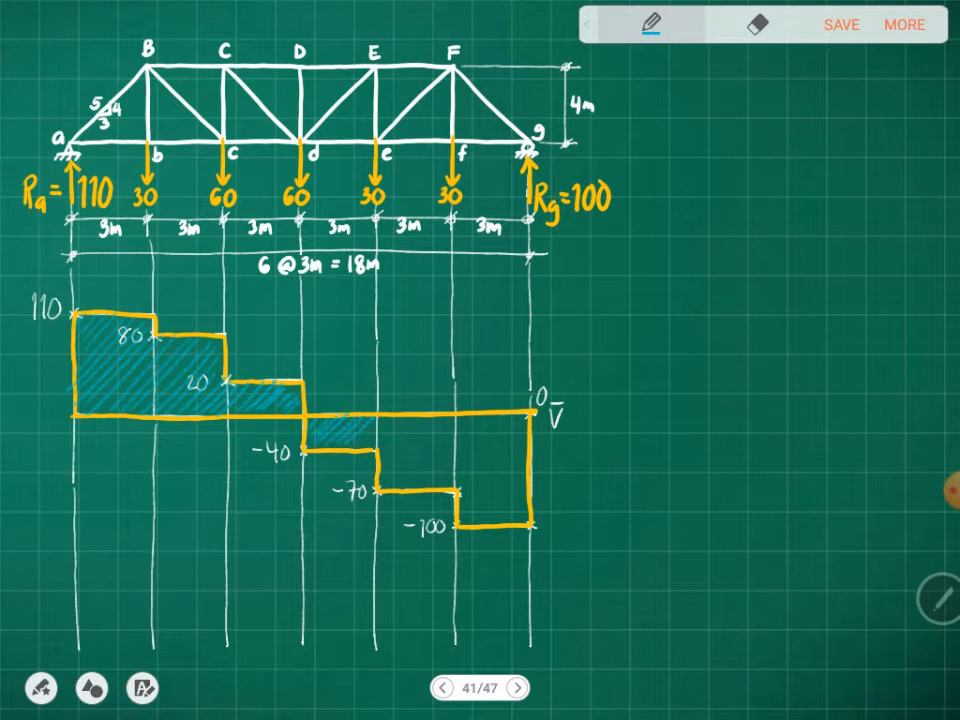 SAVE MORE
B C D E F
5 4
3
4m
a b c d e f g
Ra= 110 30 60 60 30 30 Rg=100
3m 3m 3m 3m 3m 3m
6 @ 3m = 18m
110
80
20
0
V
-40
-70
-100
41/47